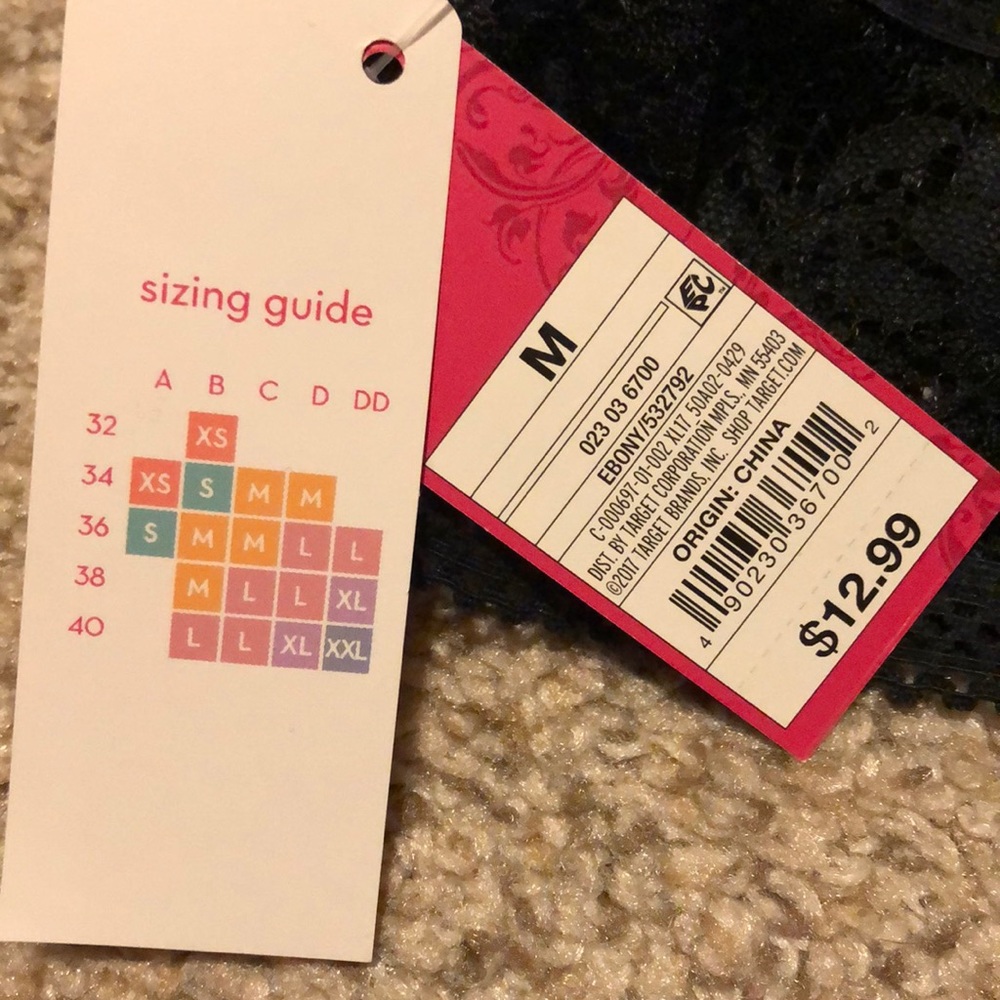 sizing guide
A B C D DD
32 XS
34 XS S M M
36 S M M L L
38 M L L XL
40 L L XL XXL
M
EPC
023 03 6700
EBONY/532792
C-000697-01-002 XLI7 50A02-0429
DIST. BY TARGET CORPORATION MPLS, MN 55403
©2017 TARGET BRANDS, INC. SHOP TARGET.COM
ORIGIN: CHINA
4 90230 36700 2
$12.99